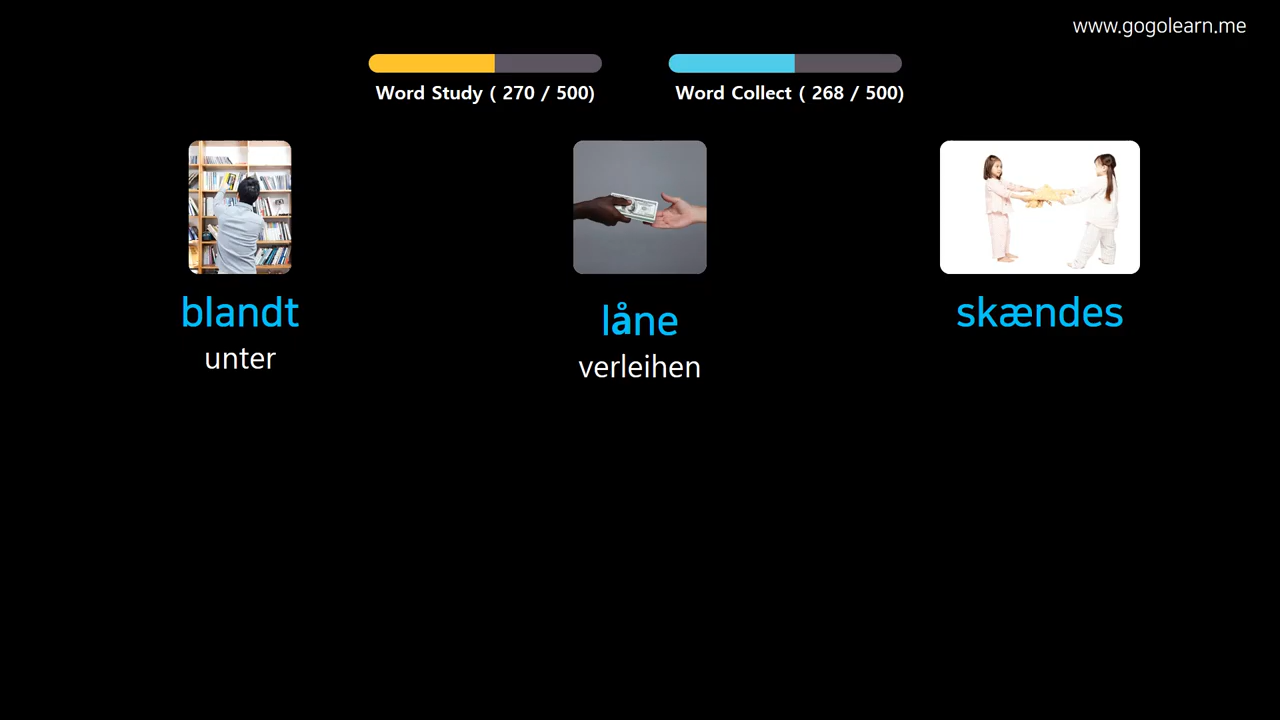 www.gogolearn.me
Word Study ( 270 / 500)
Word Collect ( 268 / 500)
blandt
unter
låne
verleihen
skændes